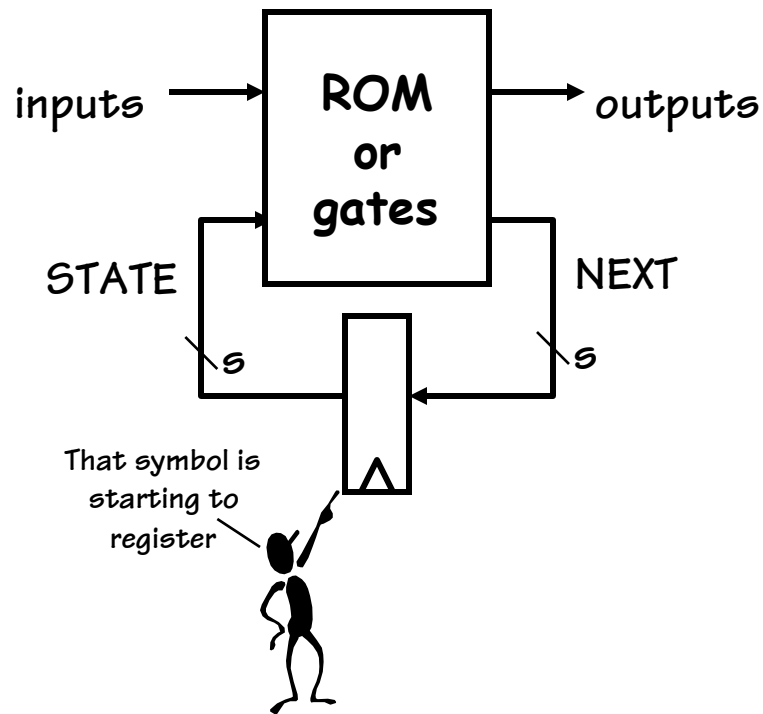 inputs
ROM
or
gates
outputs
STATE
NEXT
s
s
That symbol is
starting to
register